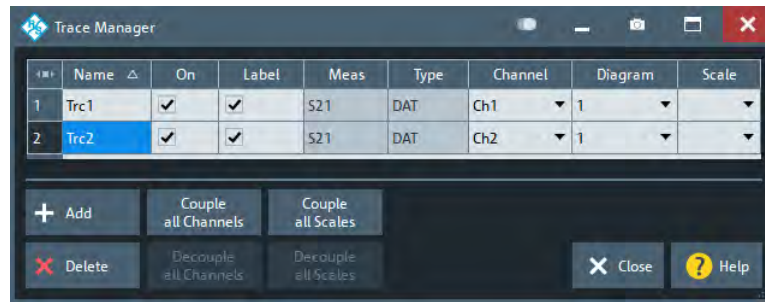 Trace Manager
Name On Label Meas Type Channel Diagram Scale
1 Trc1 S21 DAT Ch1 1
2 Trc2 S21 DAT Ch2 1
Add
Couple
all Channels
Couple
all Scales
Delete
Decouple
all Channels
Decouple
all Scales
Close
? Help